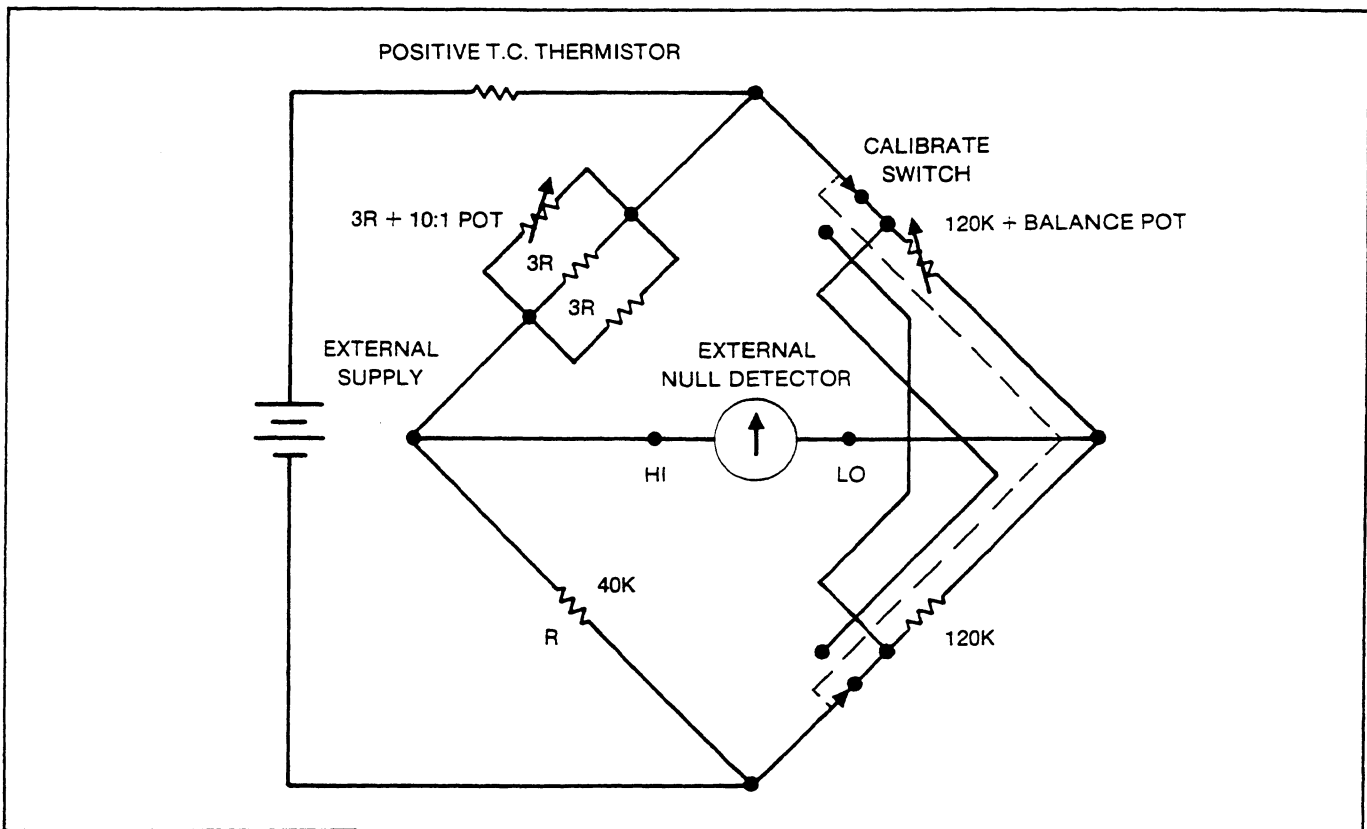 POSITIVE T.C. THERMISTOR
CALIBRATE
SWITCH
3R + 10:1 POT
120K + BALANCE POT
3R
3R
EXTERNAL
SUPPLY
EXTERNAL
NULL DETECTOR
HI
LO
40K
R
120K